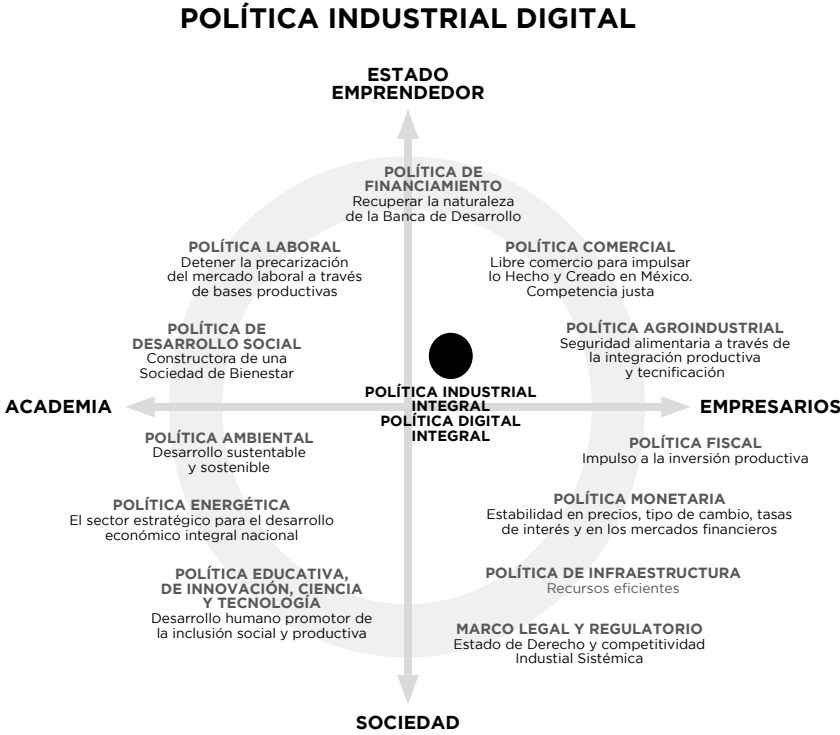 POLÍTICA INDUSTRIAL DIGITAL
ESTADO
EMPRENDEDOR
POLÍTICA DE
FINANCIAMIENTO
Recuperar la naturaleza
de la Banca de Desarrollo
POLÍTICA LABORAL
Detener la precarización
del mercado laboral a través
de bases productivas
POLÍTICA COMERCIAL
Libre comercio para impulsar
lo Hecho y Creado en México.
Competencia justa
POLÍTICA DE
DESARROLLO SOCIAL
Constructora de una
Sociedad de Bienestar
POLÍTICA AGROINDUSTRIAL
Seguridad alimentaria a través de
la integración productiva
y tecnificación
ACADEMIA
POLÍTICA INDUSTRIAL
INTEGRAL
POLÍTICA DIGITAL
INTEGRAL
EMPRESARIOS
POLÍTICA AMBIENTAL
Desarrollo sustentable
y sostenible
POLÍTICA FISCAL
Impulso a la inversión productiva
POLÍTICA ENERGÉTICA
El sector estratégico para el desarrollo
económico integral nacional
POLÍTICA MONETARIA
Estabilidad en precios, tipo de cambio, tasas
de interés y en los mercados financieros
POLÍTICA EDUCATIVA,
DE INNOVACIÓN, CIENCIA
Y TECNOLOGÍA
Desarrollo humano promotor de
la inclusión social y productiva
POLÍTICA DE INFRAESTRUCTURA
Recursos eficientes
MARCO LEGAL Y REGULATORIO
Estado de Derecho y competitividad
Industial Sistémica
SOCIEDAD